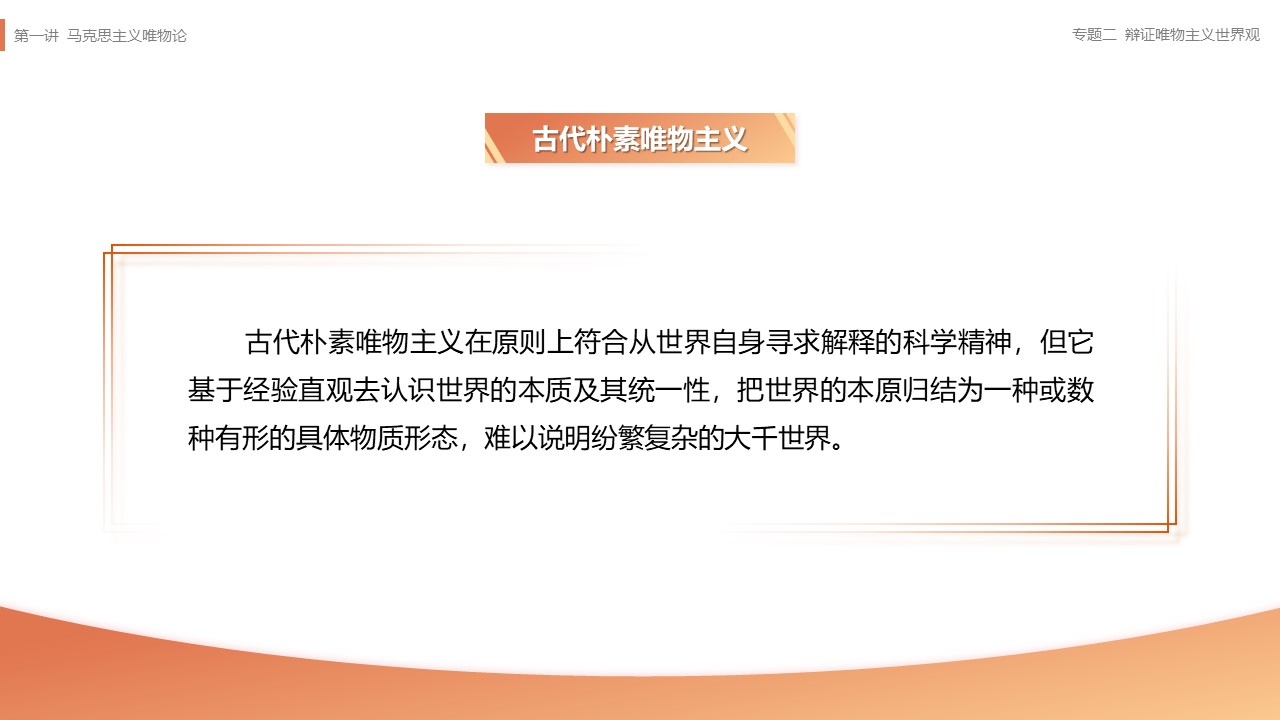 第一讲 马克思主义唯物论
专题二 辩证唯物主义世界观
古代朴素唯物主义
古代朴素唯物主义在原则上符合从世界自身寻求解释的科学精神，但它
基于经验直观去认识世界的本质及其统一性，把世界的本原归结为一种或数
种有形的具体物质形态，难以说明纷繁复杂的大千世界。